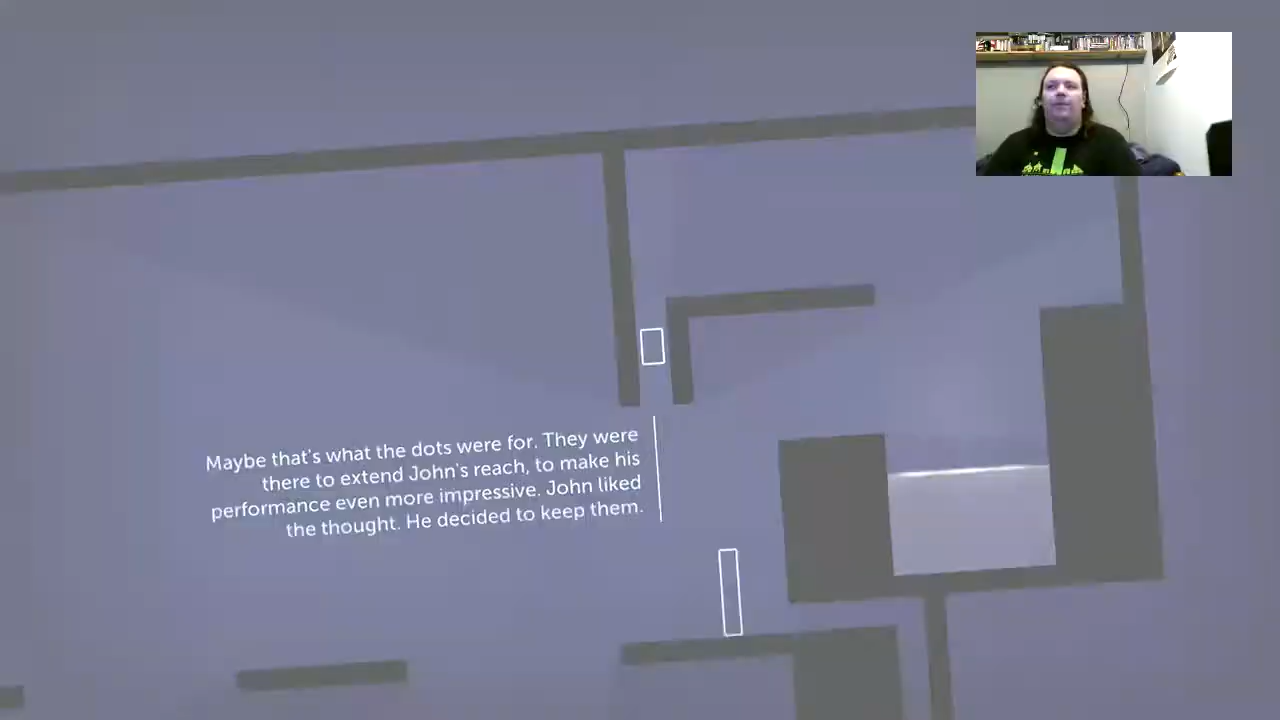 Maybe that's what the dots were for. They were
there to extend John's reach, to make his
performance even more impressive. John liked
the thought. He decided to keep them.